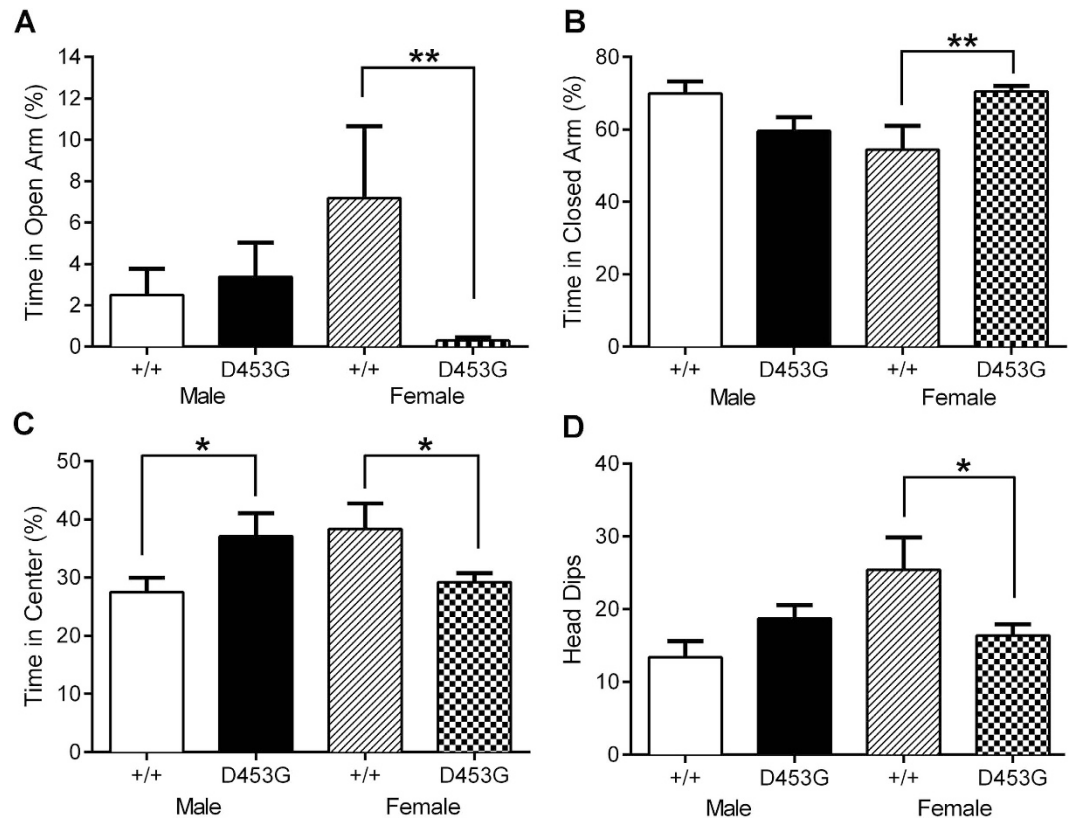 A
Time in Open Arm (%)
14
12
10
8
6
4
2
0
**
+/+ D453G +/+ D453G
Male Female
B
Time in Closed Arm (%)
80
60
40
20
0
**
+/+ D453G +/+ D453G
Male Female
C
Time in Center (%)
50
40
30
20
10
0
* *
+/+ D453G +/+ D453G
Male Female
D
Head Dips
40
30
20
10
0
*
+/+ D453G +/+ D453G
Male Female